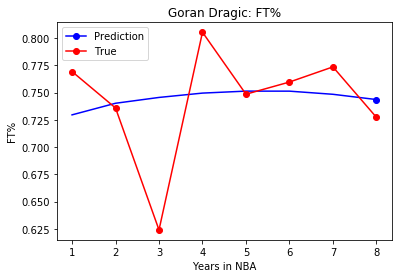 Goran Dragic: FT%
Prediction
True
FT%
0.800
0.775
0.750
0.725
0.700
0.675
0.650
0.625
1 2 3 4 5 6 7 8
Years in NBA